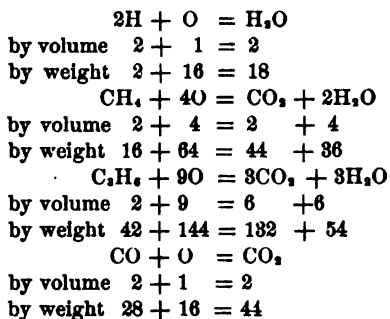 2H + O = H₂O
by volume 2 + 1 = 2
by weight 2 + 16 = 18
CH₄ + 4O = CO₂ + 2H₂O
by volume 2 + 4 = 2 + 4
by weight 16 + 64 = 44 + 36
C₃H₆ + 9O = 3CO₂ + 3H₂O
by volume 2 + 9 = 6 +6
by weight 42 + 144 = 132 + 54
CO + O = CO₂
by volume 2 + 1 = 2
by weight 28 + 16 = 44